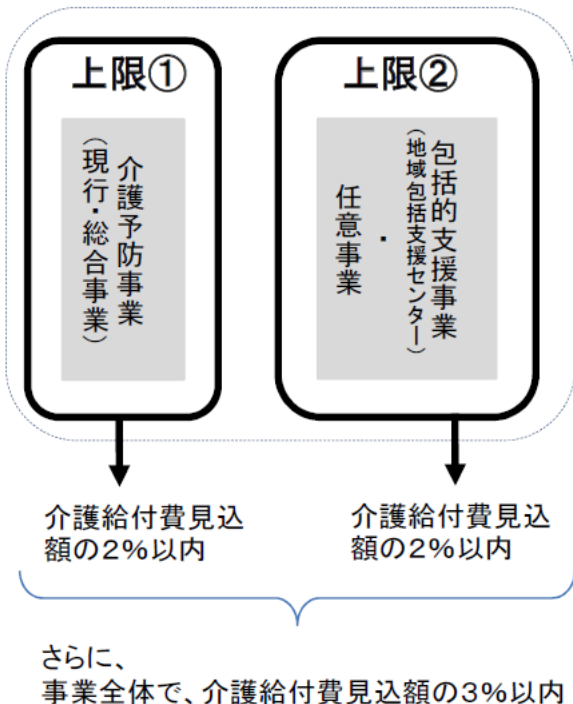 上限①
介護予防事業
(現行・総合事業)
上限②
包括的支援事業
(地域包括支援センター)
・
任意事業
介護給付費見込
額の2%以内
介護給付費見込
額の2%以内
さらに、
事業全体で、介護給付費見込額の3%以内